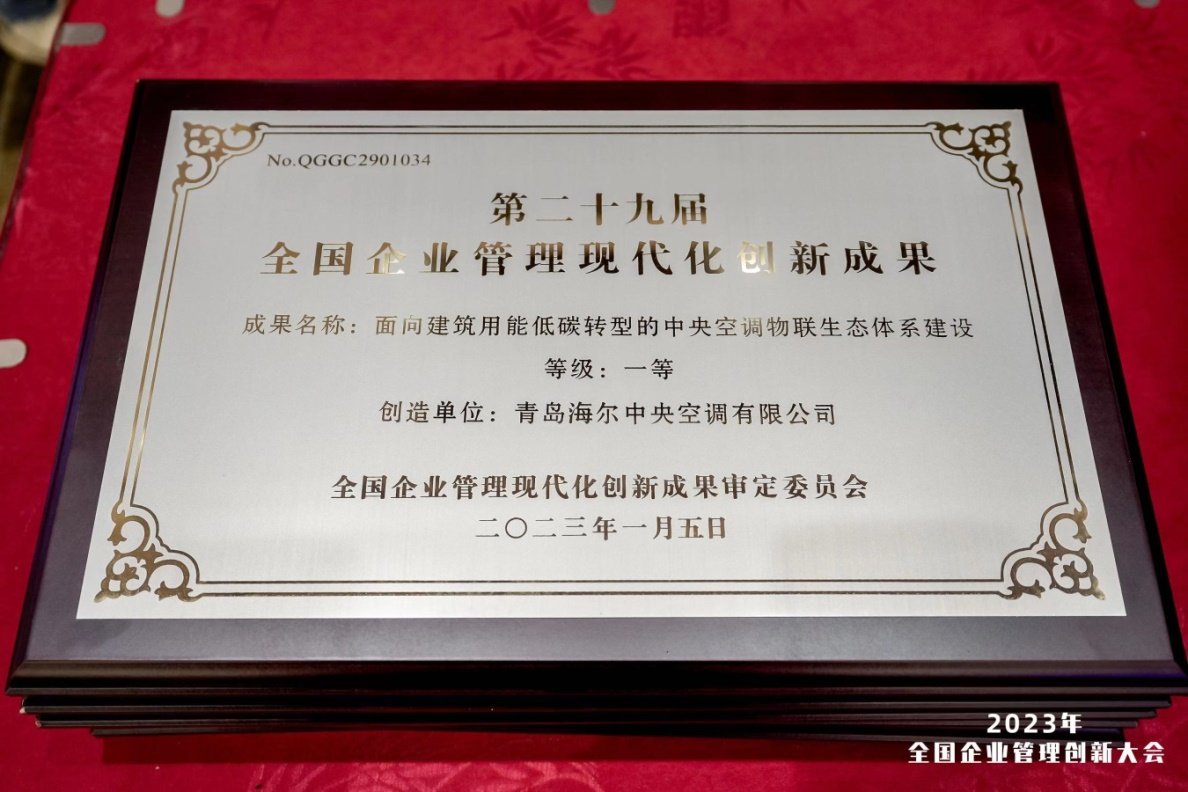 No.QGGC2901034
第二十九届
全国企业管理现代化创新成果
成果名称：面向建筑用能低碳转型的中央空调物联生态体系建设
等级：一等
创造单位：青岛海尔中央空调有限公司
全国企业管理现代化创新成果审定委员会
二〇二三年一月五日
2023年
全国企业管理创新大会